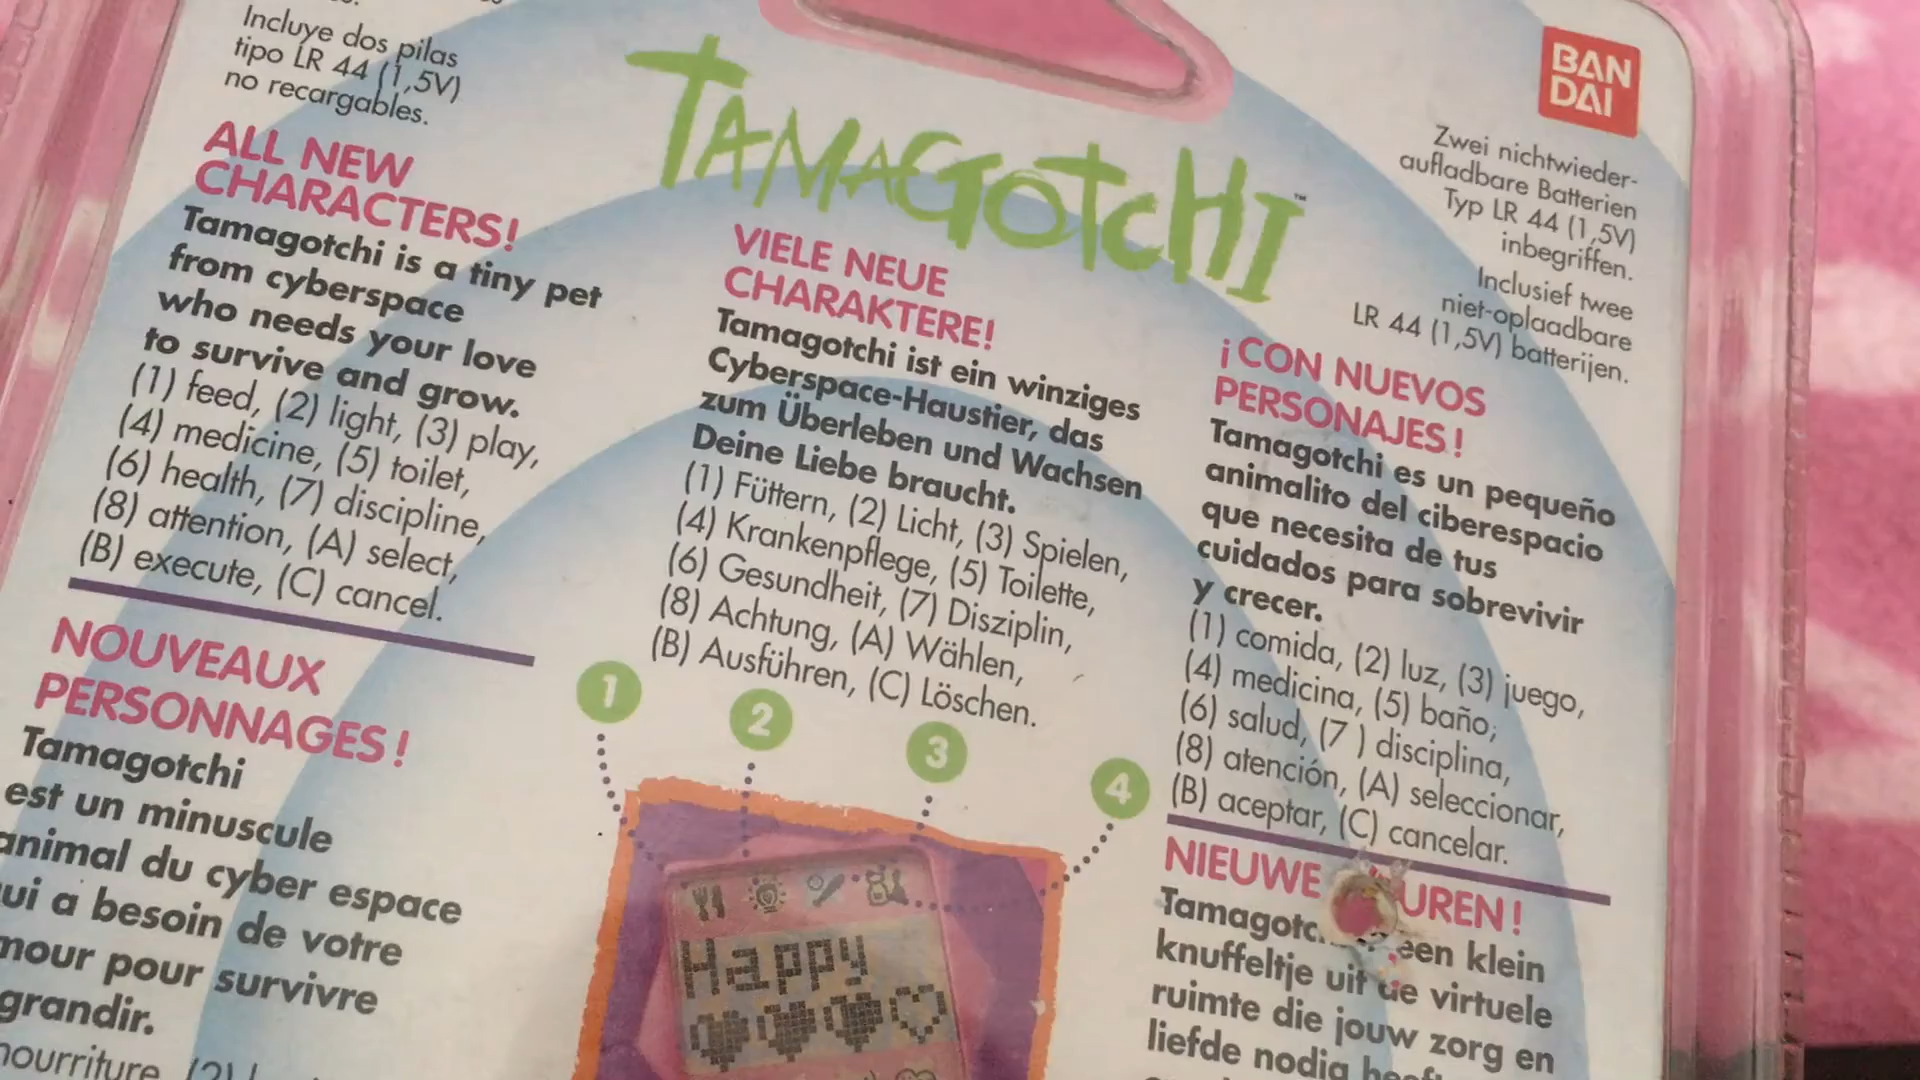 Incluye dos pilas
tipo LR 44 (1,5V)
no recargables.
TAMAGOTCHI™
BAN
DAI
Zwei nichtwieder-
aufladbare Batterien
Typ LR 44 (1,5V)
inbegriffen.
Inclusief twee
niet-oplaadbare
LR 44 (1,5V) batterijen.
ALL NEW
CHARACTERS!
Tamagotchi is a tiny pet
from cyberspace
who needs your love
to survive and grow.
(1) feed, (2) light, (3) play,
(4) medicine, (5) toilet,
(6) health, (7) discipline,
(8) attention, (A) select,
(B) execute, (C) cancel.
NOUVEAUX
PERSONNAGES !
Tamagotchi
est un minuscule
animal du cyber espace
qui a besoin de votre
pour survivre
grandir.
nourriture, (2)
VIELE NEUE
CHARAKTERE!
Tamagotchi ist ein winziges
Cyberspace-Haustier, das
zum Überleben und Wachsen
Deine Liebe braucht.
(1) Füttern, (2) Licht, (3) Spielen,
(4) Krankenpflege, (5) Toilette,
(6) Gesundheit, (7) Disziplin,
(8) Achtung, (A) Wählen,
(B) Ausführen, (C) Löschen.
1
2
3
4
Happy
¡CON NUEVOS
PERSONAJES!
Tamagotchi es un pequeño
animalito del ciberespacio
que necesita de tus
cuidados para sobrevivir
y crecer.
(1) comida, (2) luz, (3) juego,
(4) medicina, (5) baño;
(6) salud, (7 ) disciplina,
(8) atención, (A) seleccionar,
(B) aceptar, (C) cancelar.
NIEUWE
een klein
knuffeltje uit de virtuele
ruimte die jouw zorg en
liefde nodig